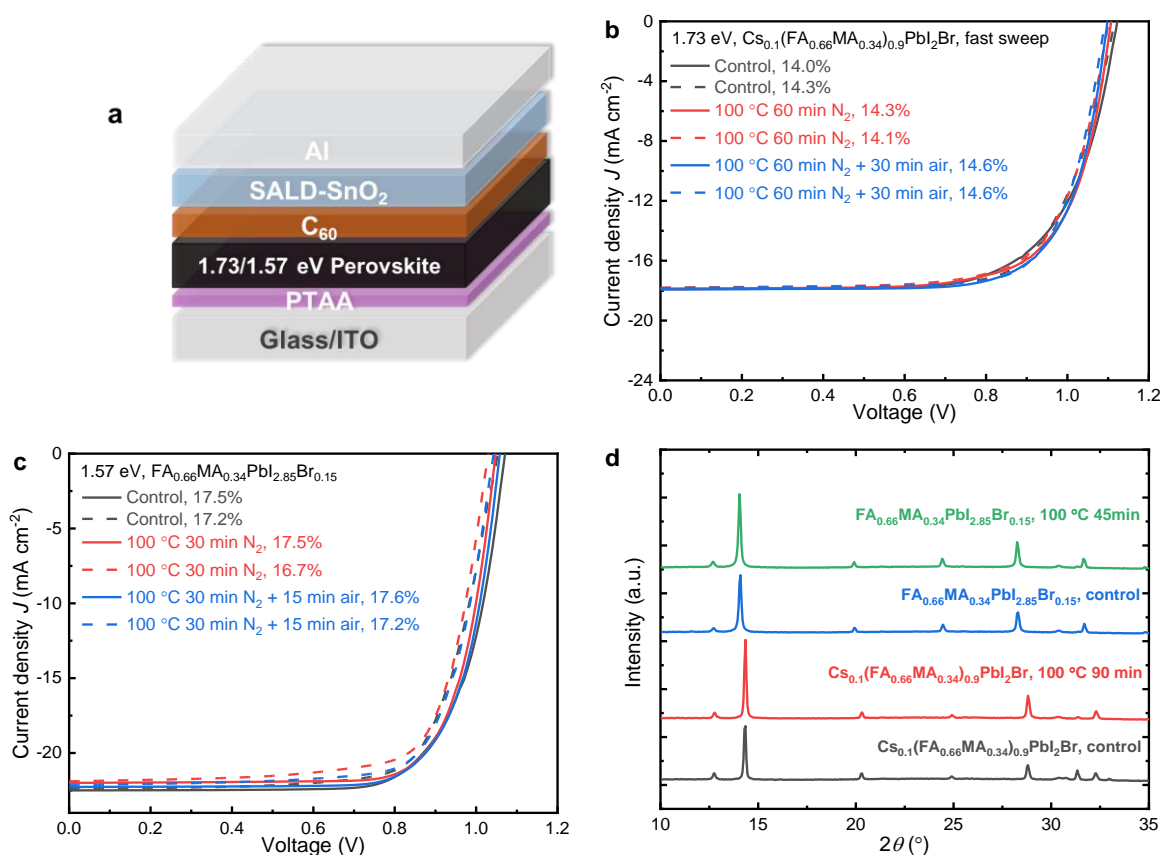 a
Al
SALD-SnO₂
C₆₀
1.73/1.57 eV Perovskite
PTAA
Glass/ITO
b
1.73 eV, Cs₀.₁(FA₀.₆₆MA₀.₃₄)₀.₉PbI₂Br, fast sweep
Control, 14.0%
Control, 14.3%
100 °C 60 min N₂, 14.3%
100 °C 60 min N₂, 14.1%
100 °C 60 min N₂ + 30 min air, 14.6%
100 °C 60 min N₂ + 30 min air, 14.6%
0
-4
-8
-12
-16
-20
-24
Current density J (mA cm⁻²)
0.0 0.2 0.4 0.6 0.8 1.0 1.2
Voltage (V)
c
1.57 eV, FA₀.₆₆MA₀.₃₄PbI₂.₈₅Br₀.₁₅
Control, 17.5%
Control, 17.2%
100 °C 30 min N₂, 17.5%
100 °C 30 min N₂, 16.7%
100 °C 30 min N₂ + 15 min air, 17.6%
100 °C 30 min N₂ + 15 min air, 17.2%
0
-5
-10
-15
-20
Current density J (mA cm⁻²)
0.0 0.2 0.4 0.6 0.8 1.0 1.2
Voltage (V)
d
FA₀.₆₆MA₀.₃₄PbI₂.₈₅Br₀.₁₅, 100 °C 45min
FA₀.₆₆MA₀.₃₄PbI₂.₈₅Br₀.₁₅, control
Cs₀.₁(FA₀.₆₆MA₀.₃₄)₀.₉PbI₂Br, 100 °C 90 min
Cs₀.₁(FA₀.₆₆MA₀.₃₄)₀.₉PbI₂Br, control
Intensity (a.u.)
10 15 20 25 30 35
2θ (°)